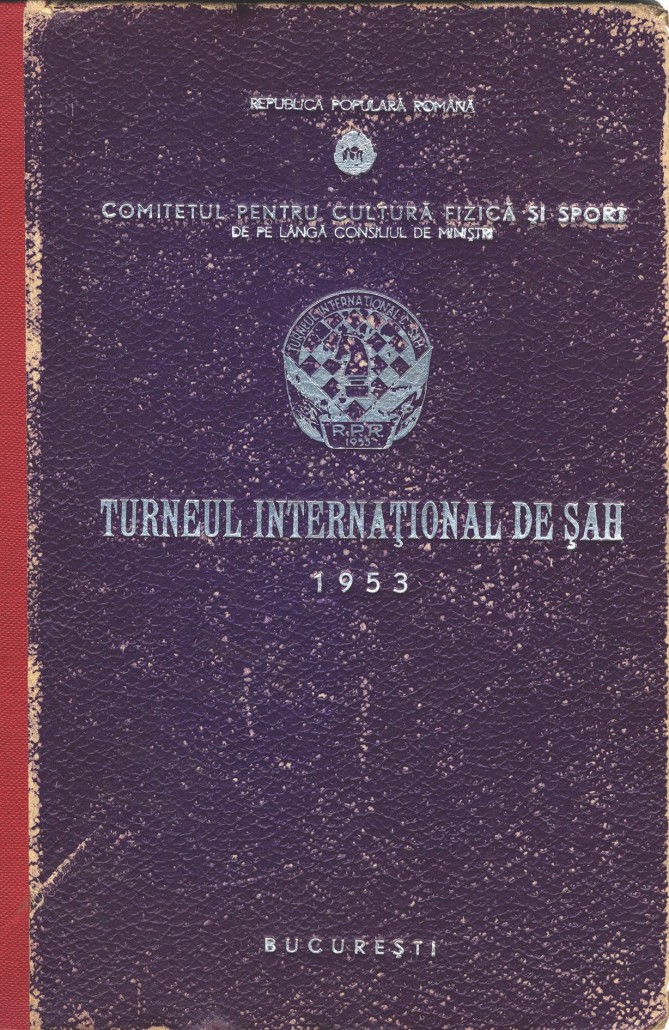 REPUBLICA POPULARĂ ROMÂNĂ
COMITETUL PENTRU CULTURĂ FIZICĂ ȘI SPORT
DE PE LÂNGĂ CONSILIUL DE MINIȘTRI
TURNEUL INTERNAȚIONAL DE ȘAH
R.P.R
1953
TURNEUL INTERNAȚIONAL DE ȘAH
1953
BUCUREȘTI